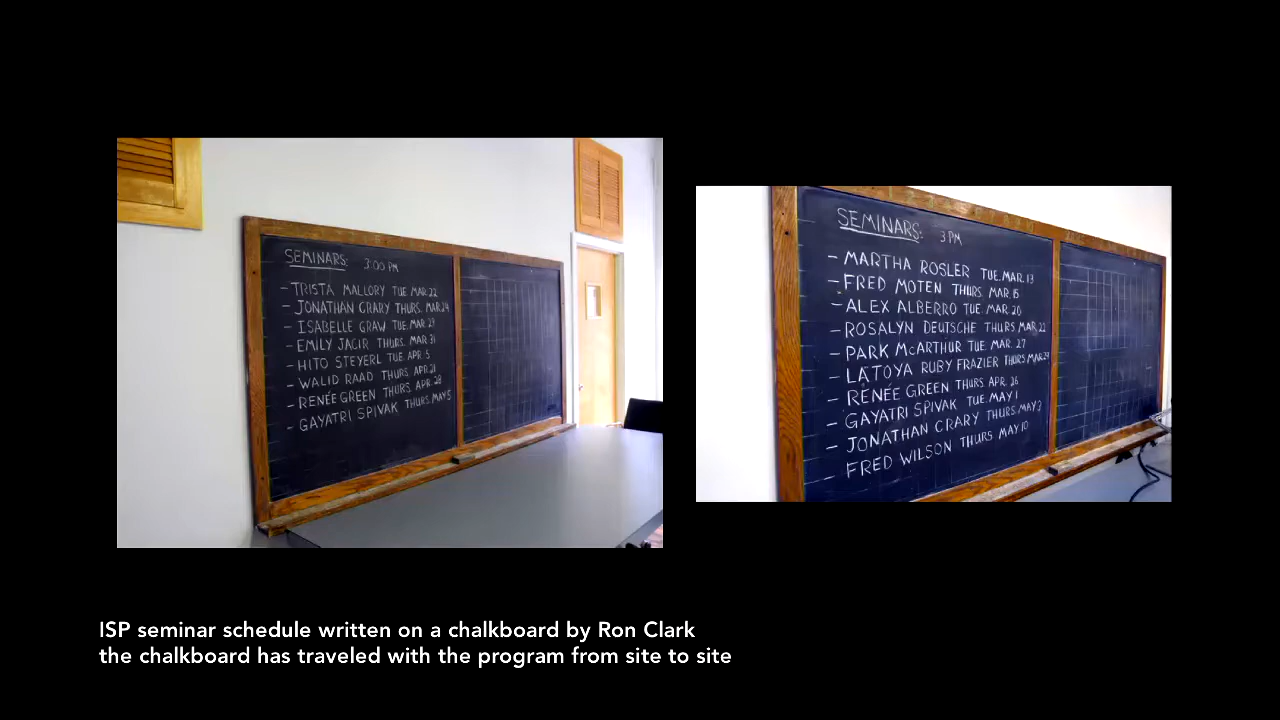 SEMINARS: 3:00 PM
- TRISTA MALLORY TUE MAR. 22
- JONATHAN CRARY THURS. MAR. 24
- ISABELLE GRAW TUE. MAR. 29
- EMILY JACIR THURS. MAR. 31
- HITO STEYERL TUE. APR. 5
- WALID RAAD THURS. APR. 21
- RENÉE GREEN THURS. APR. 28
- GAYATRI SPIVAK THURS. MAY 5
SEMINARS: 3 PM
- MARTHA ROSLER TUE. MAR. 13
- FRED MOTEN THURS. MAR. 15
- ALEX ALBERRO TUE. MAR. 20
- ROSALYN DEUTSCHE THURS. MAR. 22
- PARK McARTHUR TUE. MAR. 27
- LATOYA RUBY FRAZIER THURS. MAR. 29
- RENÉE GREEN THURS. APR. 26
- GAYATRI SPIVAK TUE. MAY 1
- JONATHAN CRARY THURS. MAY 3
- FRED WILSON THURS MAY 10
ISP seminar schedule written on a chalkboard by Ron Clark
the chalkboard has traveled with the program from site to site